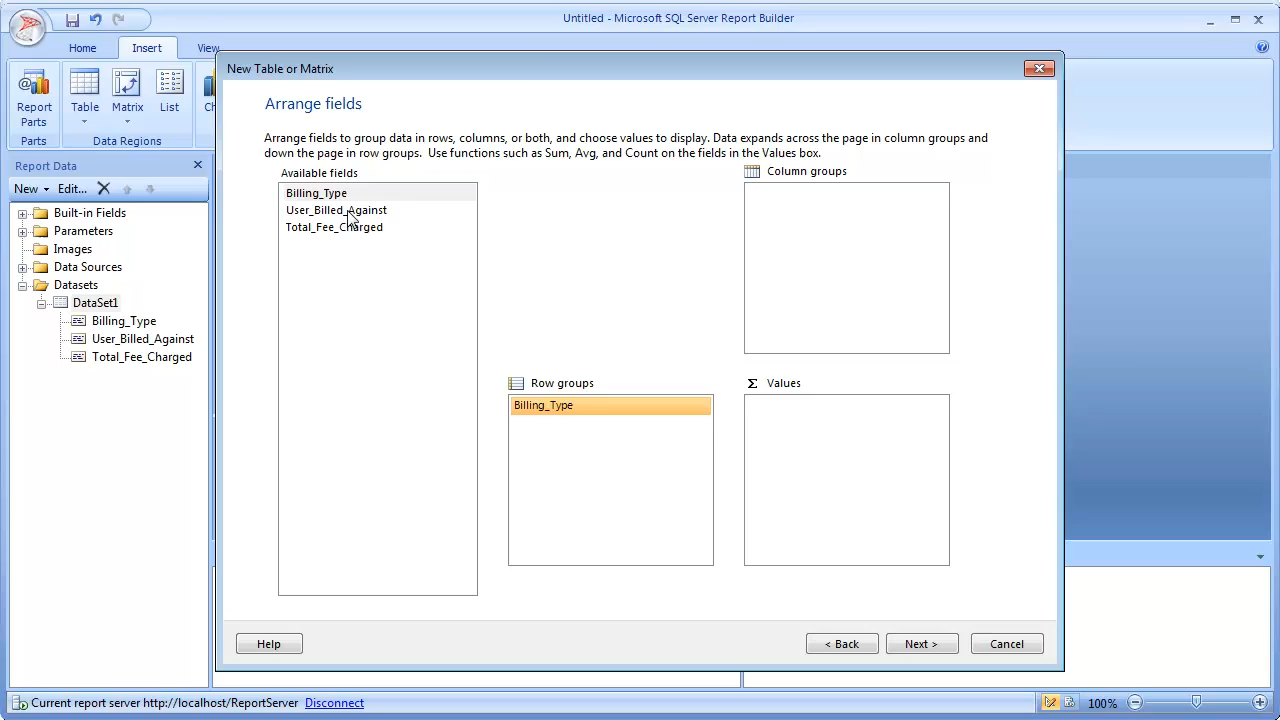 Untitled - Microsoft SQL Server Report Builder
Home
Insert
View
Report
Parts
Table
Matrix
List
Parts
Data Regions
New Table or Matrix
Arrange fields
Arrange fields to group data in rows, columns, or both, and choose values to display. Data expands across the page in column groups and
down the page in row groups. Use functions such as Sum, Avg, and Count on the fields in the Values box.
Available fields
Billing_Type
User_Billed_Against
Total_Fee_Charged
Column groups
Row groups
Billing_Type
Σ Values
Help
< Back
Next >
Cancel
Report Data
New
Edit...
Built-in Fields
Parameters
Images
Data Sources
Datasets
DataSet1
Billing_Type
User_Billed_Against
Total_Fee_Charged
Current report server http://localhost/ReportServer
Disconnect
100%